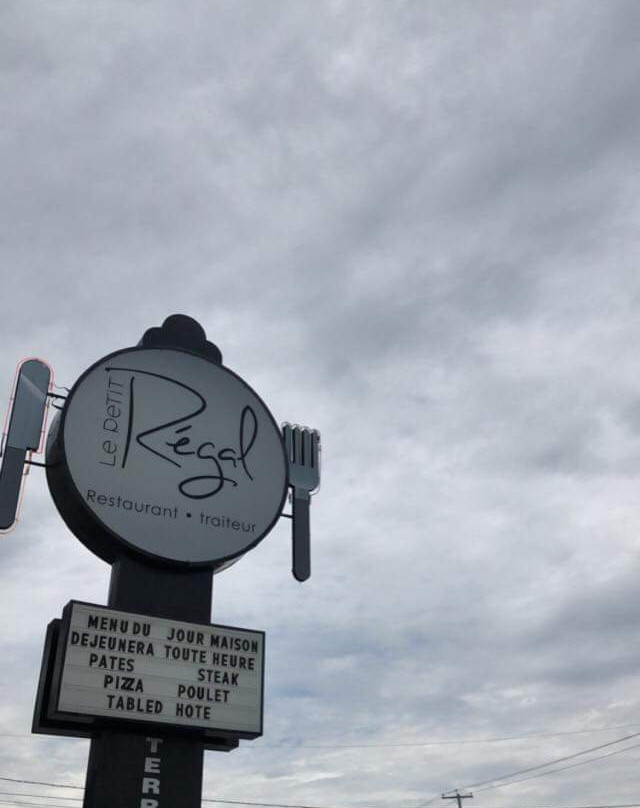 Le Petit
Régal
Restaurant • traiteur
MENU DU JOUR MAISON
DEJEUNERA TOUTE HEURE
PATES STEAK
PIZZA POULET
TABLED HOTE
TERR